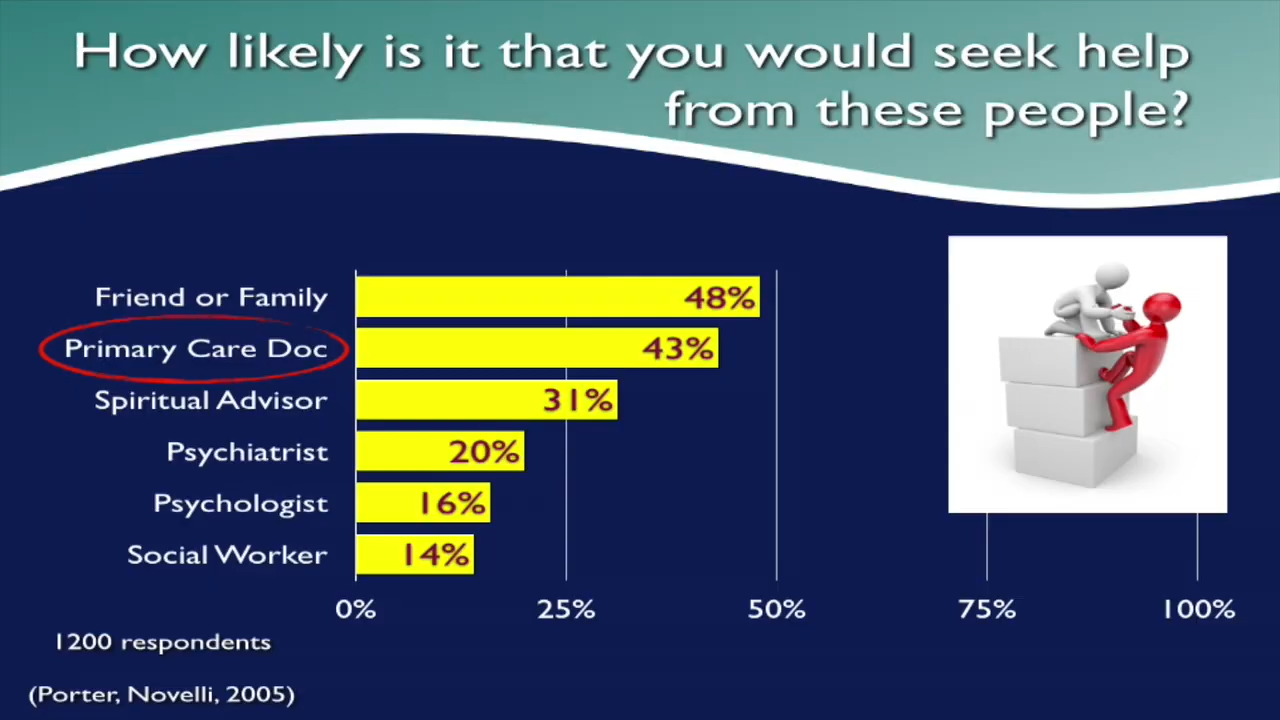 How likely is it that you would seek help
from these people?
Friend or Family 48%
Primary Care Doc 43%
Spiritual Advisor 31%
Psychiatrist 20%
Psychologist 16%
Social Worker 14%
0% 25% 50% 75% 100%
1200 respondents
(Porter, Novelli, 2005)